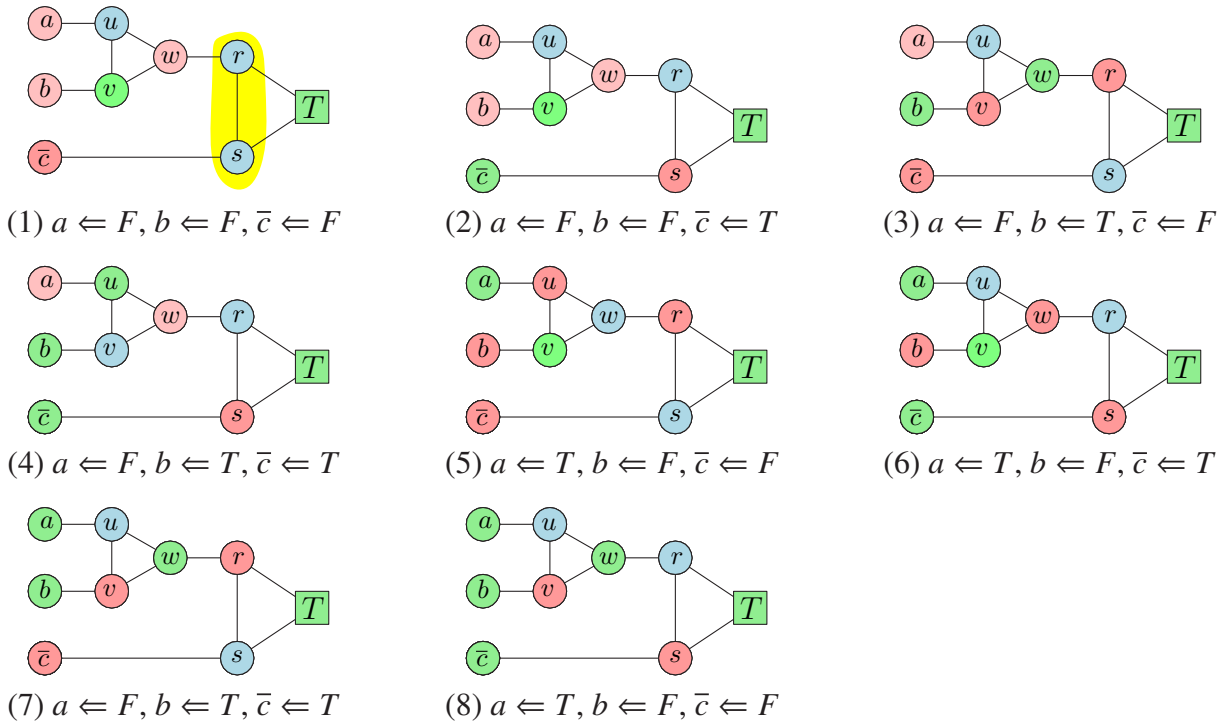 a u w r T b v c̅ s
(1) a ⇐ F, b ⇐ F, c̅ ⇐ F
a u w r T b v c̅ s
(2) a ⇐ F, b ⇐ F, c̅ ⇐ T
a u w r T b v c̅ s
(3) a ⇐ F, b ⇐ T, c̅ ⇐ F
a u w r T b v c̅ s
(4) a ⇐ F, b ⇐ T, c̅ ⇐ T
a u w r T b v c̅ s
(5) a ⇐ T, b ⇐ F, c̅ ⇐ F
a u w r T b v c̅ s
(6) a ⇐ T, b ⇐ F, c̅ ⇐ T
a u w r T b v c̅ s
(7) a ⇐ F, b ⇐ T, c̅ ⇐ T
a u w r T b v c̅ s
(8) a ⇐ T, b ⇐ F, c̅ ⇐ F